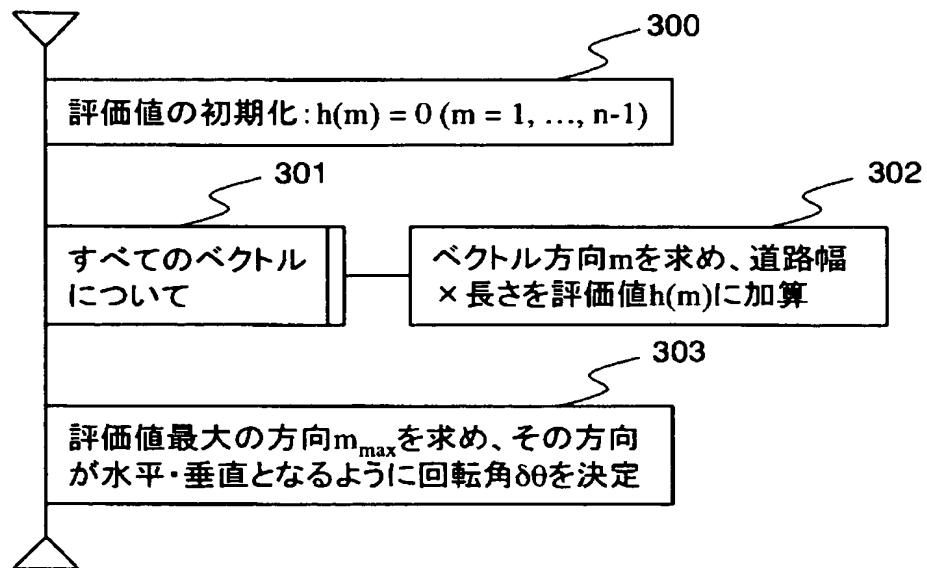 300
評価値の初期化:h(m) = 0 (m = 1, …, n-1)
301
302
すべてのベクトル
について
ベクトル方向mを求め、道路幅
×長さを評価値h(m)に加算
303
評価値最大の方向mmaxを求め、その方向
が水平・垂直となるように回転角δθを決定